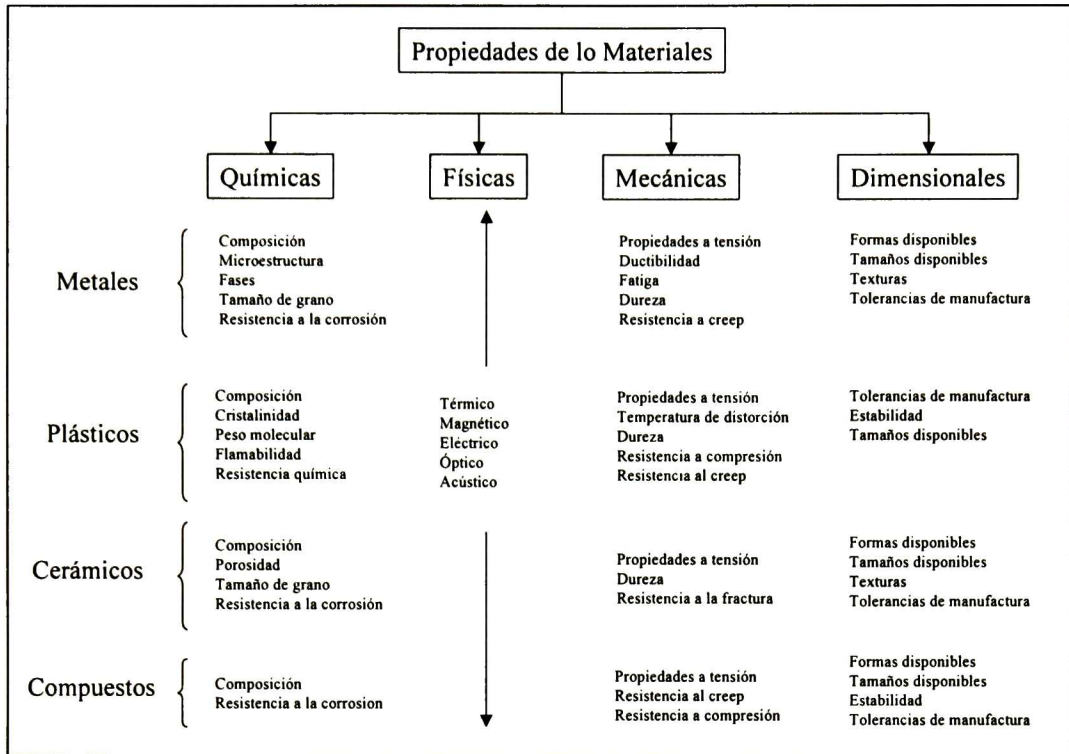 Propiedades de lo Materiales
Químicas
Físicas
Mecánicas
Dimensionales
Metales
Composición
Microestructura
Fases
Tamaño de grano
Resistencia a la corrosión
Propiedades a tensión
Ductibilidad
Fatiga
Dureza
Resistencia a creep
Formas disponibles
Tamaños disponibles
Texturas
Tolerancias de manufactura
Plásticos
Composición
Cristalinidad
Peso molecular
Flamabilidad
Resistencia química
Térmico
Magnético
Eléctrico
Óptico
Acústico
Propiedades a tensión
Temperatura de distorción
Dureza
Resistencia a compresión
Resistencia al creep
Tolerancias de manufactura
Estabilidad
Tamaños disponibles
Cerámicos
Composición
Porosidad
Tamaño de grano
Resistencia a la corrosión
Propiedades a tensión
Dureza
Resistencia a la fractura
Formas disponibles
Tamaños disponibles
Texturas
Tolerancias de manufactura
Compuestos
Composición
Resistencia a la corrosion
Propiedades a tensión
Resistencia al creep
Resistencia a compresión
Formas disponibles
Tamaños disponibles
Estabilidad
Tolerancias de manufactura